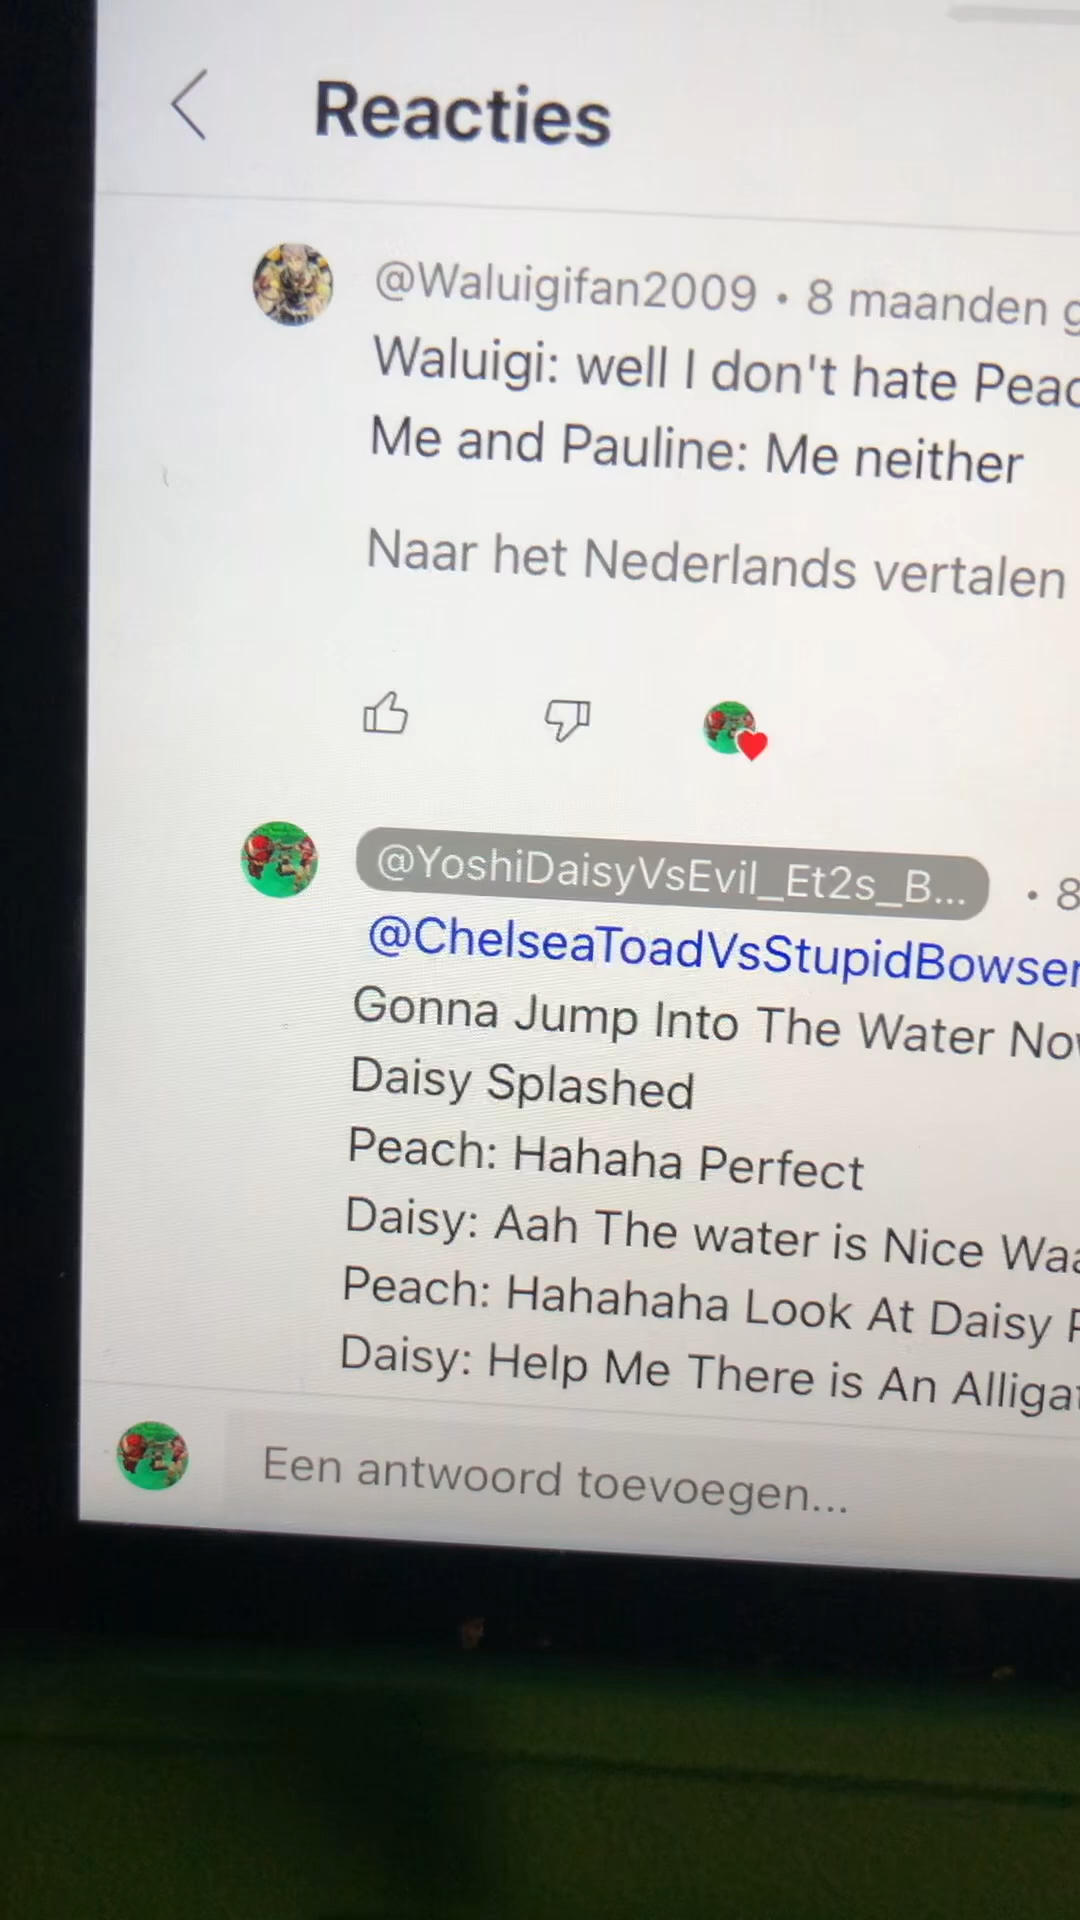 Reacties
@Waluigifan2009 • 8 maanden
Waluigi: well I don't hate
Me and Pauline: Me neither
Naar het Nederlands vertalen
@YoshiDaisyVsEvil_Et2s_B... • 8
@ChelseaToadVsStupidBowser
Gonna Jump Into The Water
Daisy Splashed
Peach: Hahaha Perfect
Daisy: Aah The water is Nice
Peach: Hahahaha Look At Daisy
Daisy: Help Me There is An
Een antwoord toevoegen...